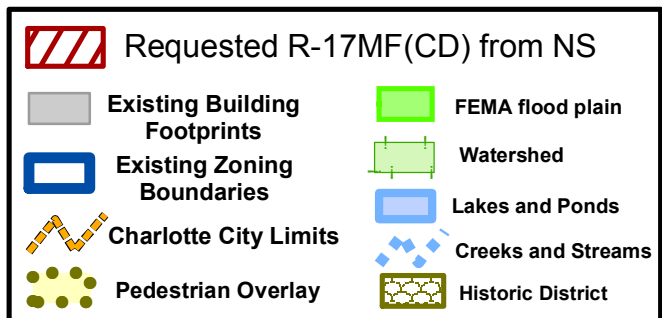 Requested R-17MF(CD) from NS
Existing Building
Footprints
Existing Zoning
Boundaries
Charlotte City Limits
Pedestrian Overlay
FEMA flood plain
Watershed
Lakes and Ponds
Creeks and Streams
Historic District